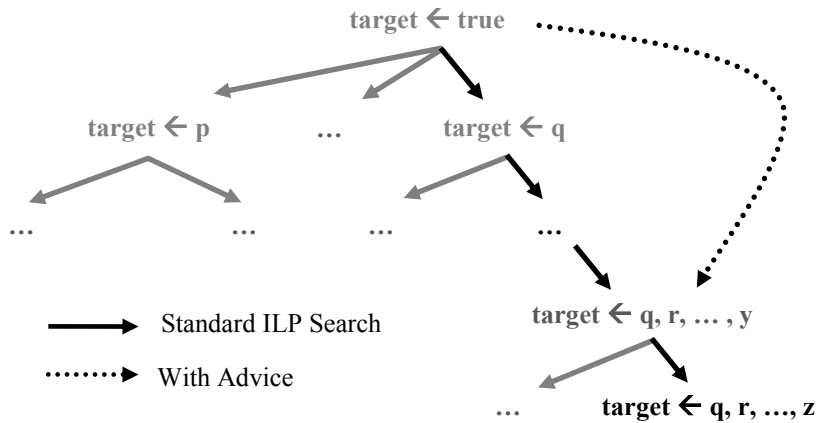 target ← true
target ← p
...
target ← q
...
...
...
...
target ← q, r, ... , y
Standard ILP Search
With Advice
...
target ← q, r, ..., z